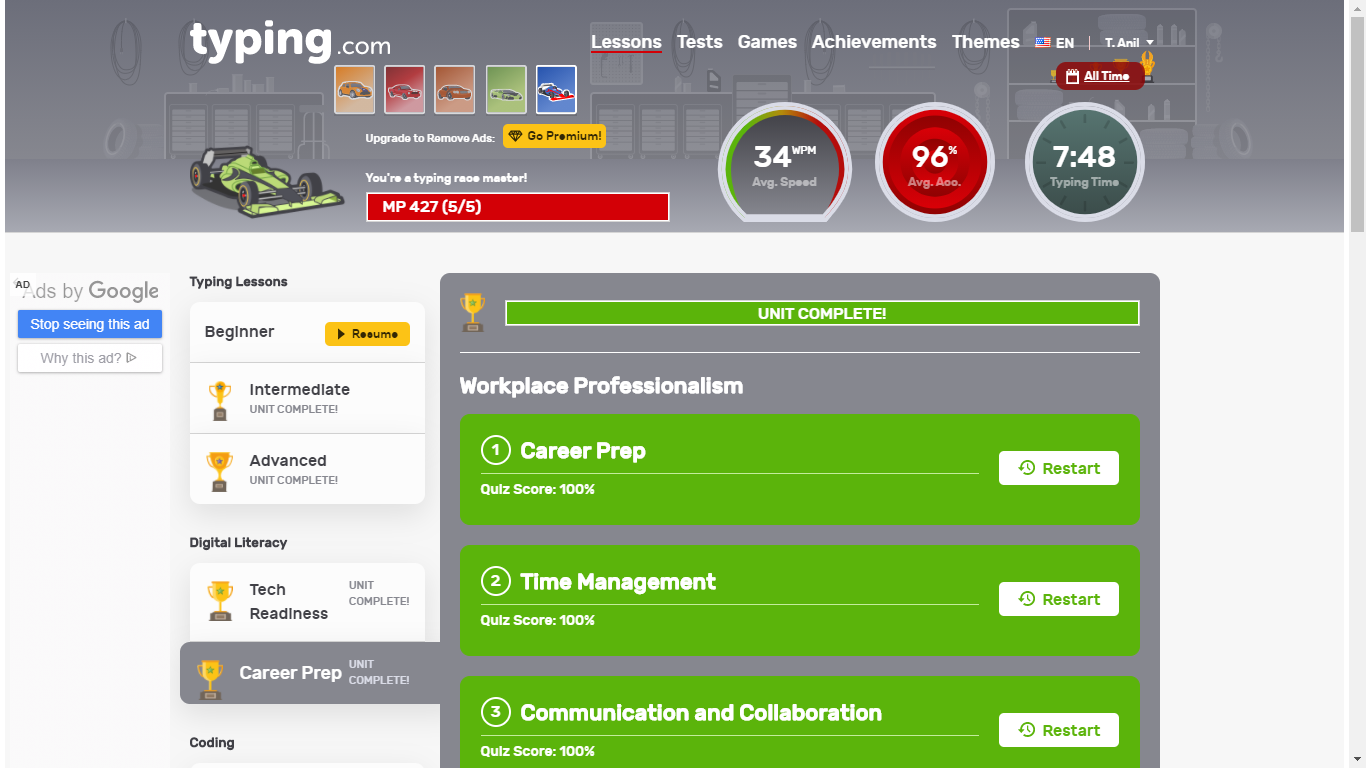 typing.com
Lessons Tests Games Achievements Themes EN T. Anil
All Time
Upgrade to Remove Ads: Go Premium!
You're a typing race master!
MP 427 (5/5)
34 WPM
Avg. Speed
96%
Avg. Acc.
7:48
Typing Time
AD
Ads by Google
Stop seeing this ad
Why this ad?
Typing Lessons
Beginner Resume
Intermediate
UNIT COMPLETE!
Advanced
UNIT COMPLETE!
Digital Literacy
Tech Readiness
UNIT COMPLETE!
Career Prep
UNIT COMPLETE!
Coding
UNIT COMPLETE!
Workplace Professionalism
1 Career Prep
Quiz Score: 100%
Restart
2 Time Management
Quiz Score: 100%
Restart
3 Communication and Collaboration
Quiz Score: 100%
Restart